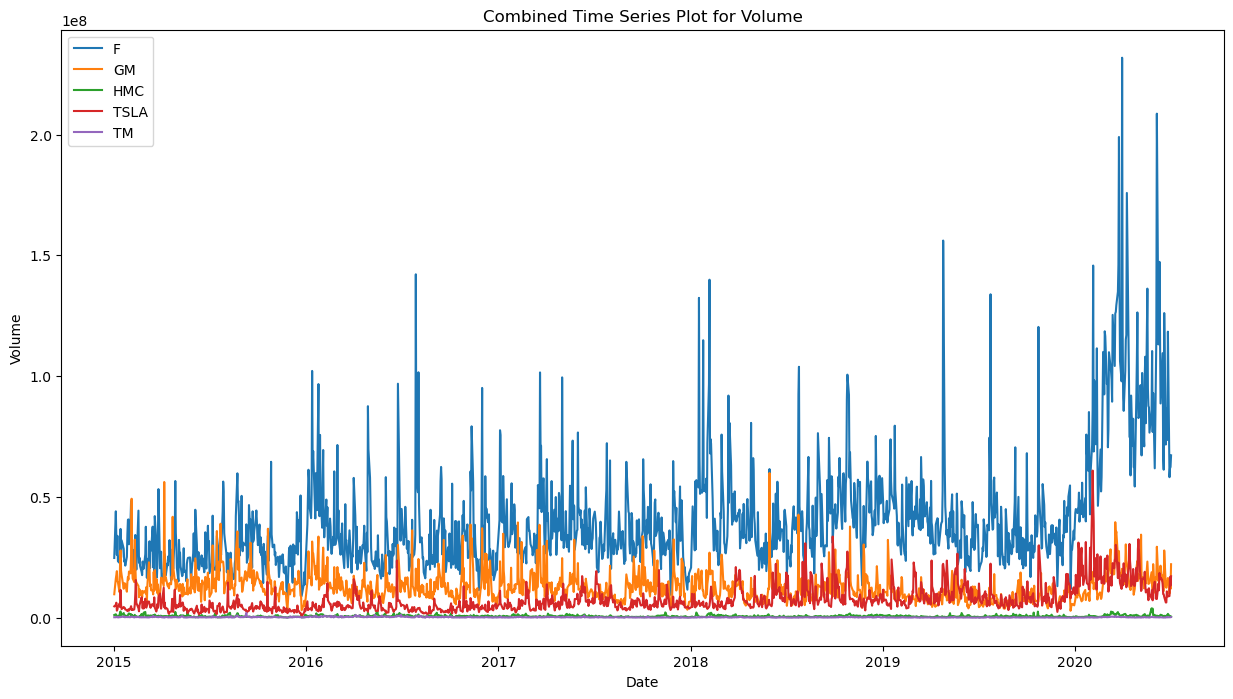 Combined Time Series Plot for Volume
1e8
F
GM
HMC
TSLA
TM
2.0
1.5
1.0
0.5
0.0
Volume
2015 2016 2017 2018 2019 2020
Date